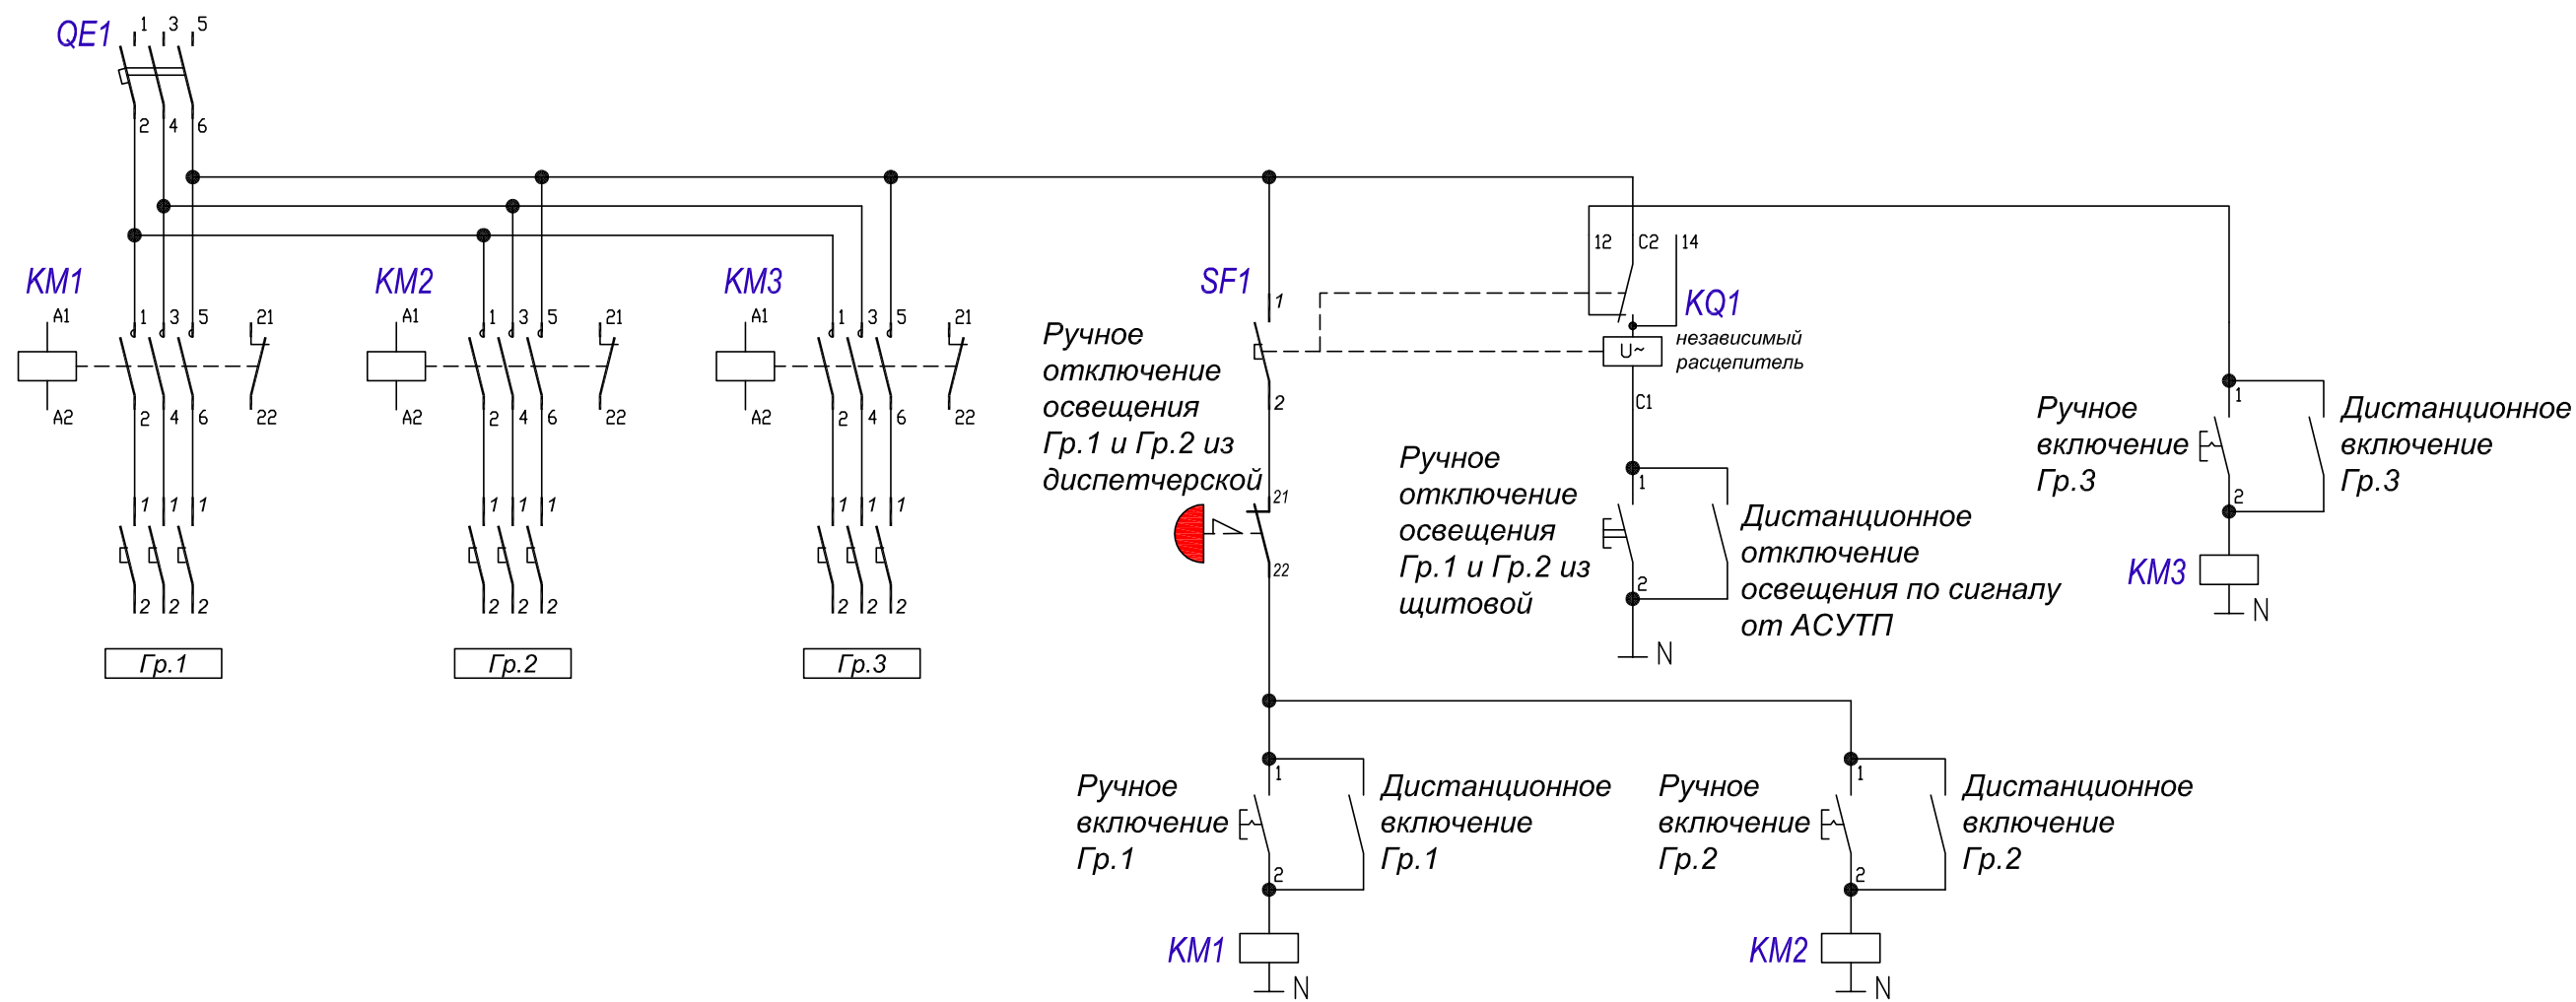 QE1
1 3 5
2 4 6
KM1
A1
1 3 5 21
A2
2 4 6 22
1 1 1
2 2 2
Гр.1
KM2
A1
1 3 5 21
A2
2 4 6 22
1 1 1
2 2 2
Гр.2
KM3
A1
1 3 5 21
A2
2 4 6 22
1 1 1
2 2 2
Гр.3
SF1
1
2
Ручное
отключение
освещения
Гр.1 и Гр.2 из
диспетчерской
21
22
12 C2 14
KQ1
независимый
расцепитель
U~
C1
Ручное
отключение
освещения
Гр.1 и Гр.2 из
щитовой
1
2
N
Дистанционное
отключение
освещения по сигналу
от АСУТП
Ручное
включение
Гр.3
1
2
Дистанционное
включение
Гр.3
KM3
N
Ручное
включение
Гр.1
1
2
Дистанционное
включение
Гр.1
KM1
N
Ручное
включение
Гр.2
1
2
Дистанционное
включение
Гр.2
KM2
N